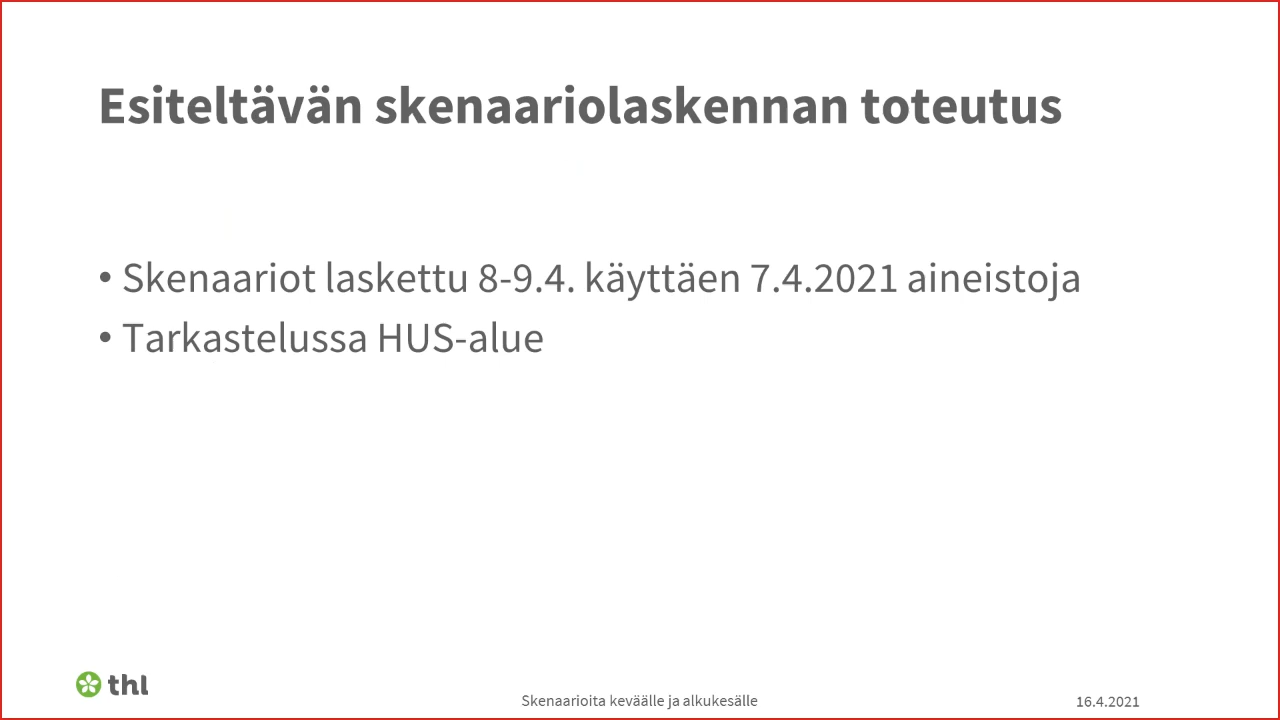 Esiteltävän skenaariolaskennan toteutus
• Skenaariot laskettu 8-9.4. käyttäen 7.4.2021 aineistoja
• Tarkastelussa HUS-alue
thl
Skenaarioita keväälle ja alkukesälle
16.4.2021